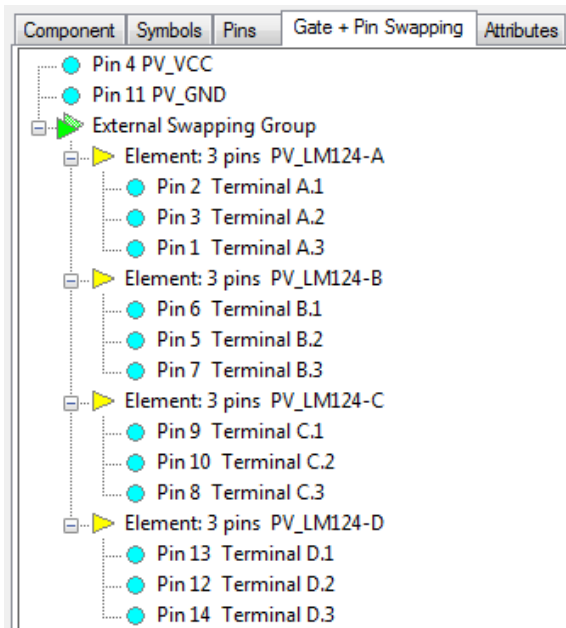 Component Symbols Pins Gate + Pin Swapping Attributes
Pin 4 PV_VCC
Pin 11 PV_GND
External Swapping Group
Element: 3 pins PV_LM124-A
Pin 2 Terminal A.1
Pin 3 Terminal A.2
Pin 1 Terminal A.3
Element: 3 pins PV_LM124-B
Pin 6 Terminal B.1
Pin 5 Terminal B.2
Pin 7 Terminal B.3
Element: 3 pins PV_LM124-C
Pin 9 Terminal C.1
Pin 10 Terminal C.2
Pin 8 Terminal C.3
Element: 3 pins PV_LM124-D
Pin 13 Terminal D.1
Pin 12 Terminal D.2
Pin 14 Terminal D.3